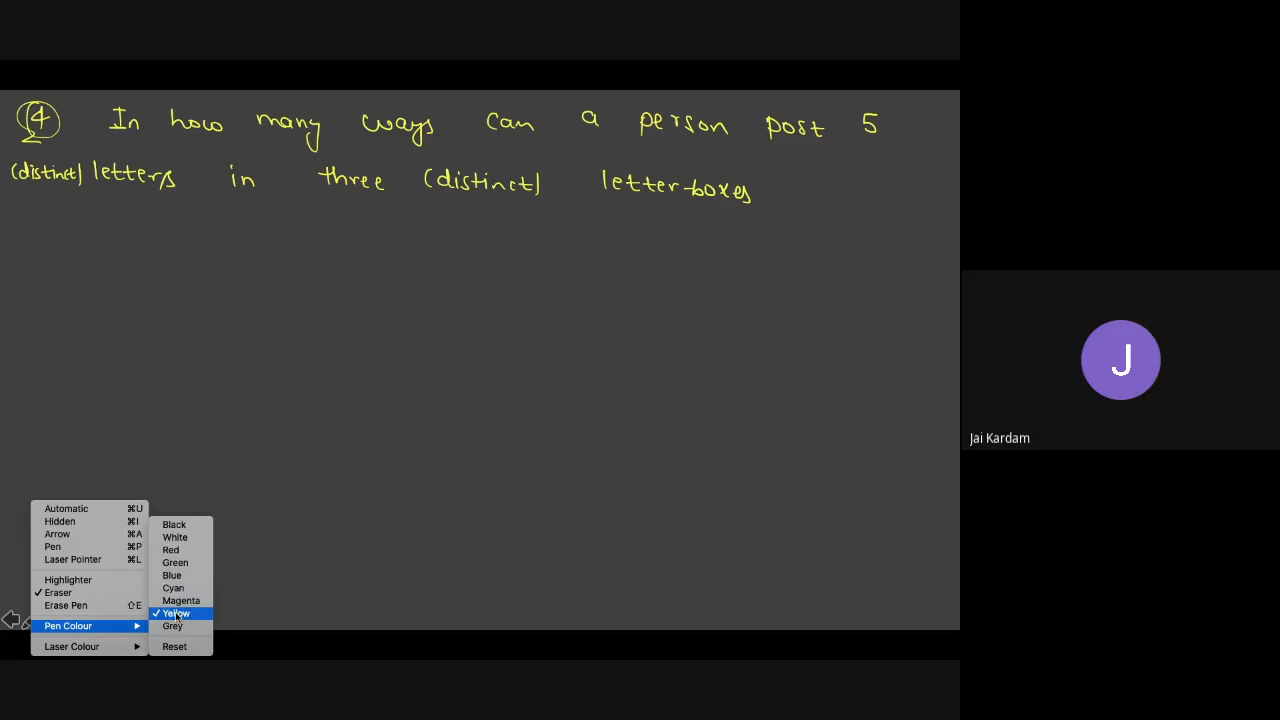 4 In how many ways can a person post 5
(distinct) letters in three (distinct) letter-boxes
J
Jai Kardam
Automatic ⌘U
Hidden ⌘I
Arrow ⌘A
Pen ⌘P
Laser Pointer ⌘L
Highlighter
✓ Eraser
Erase Pen ⇧E
Pen Colour ▶
Laser Colour ▶
Black
White
Red
Green
Blue
Cyan
Magenta
✓ Yellow
Grey
Reset